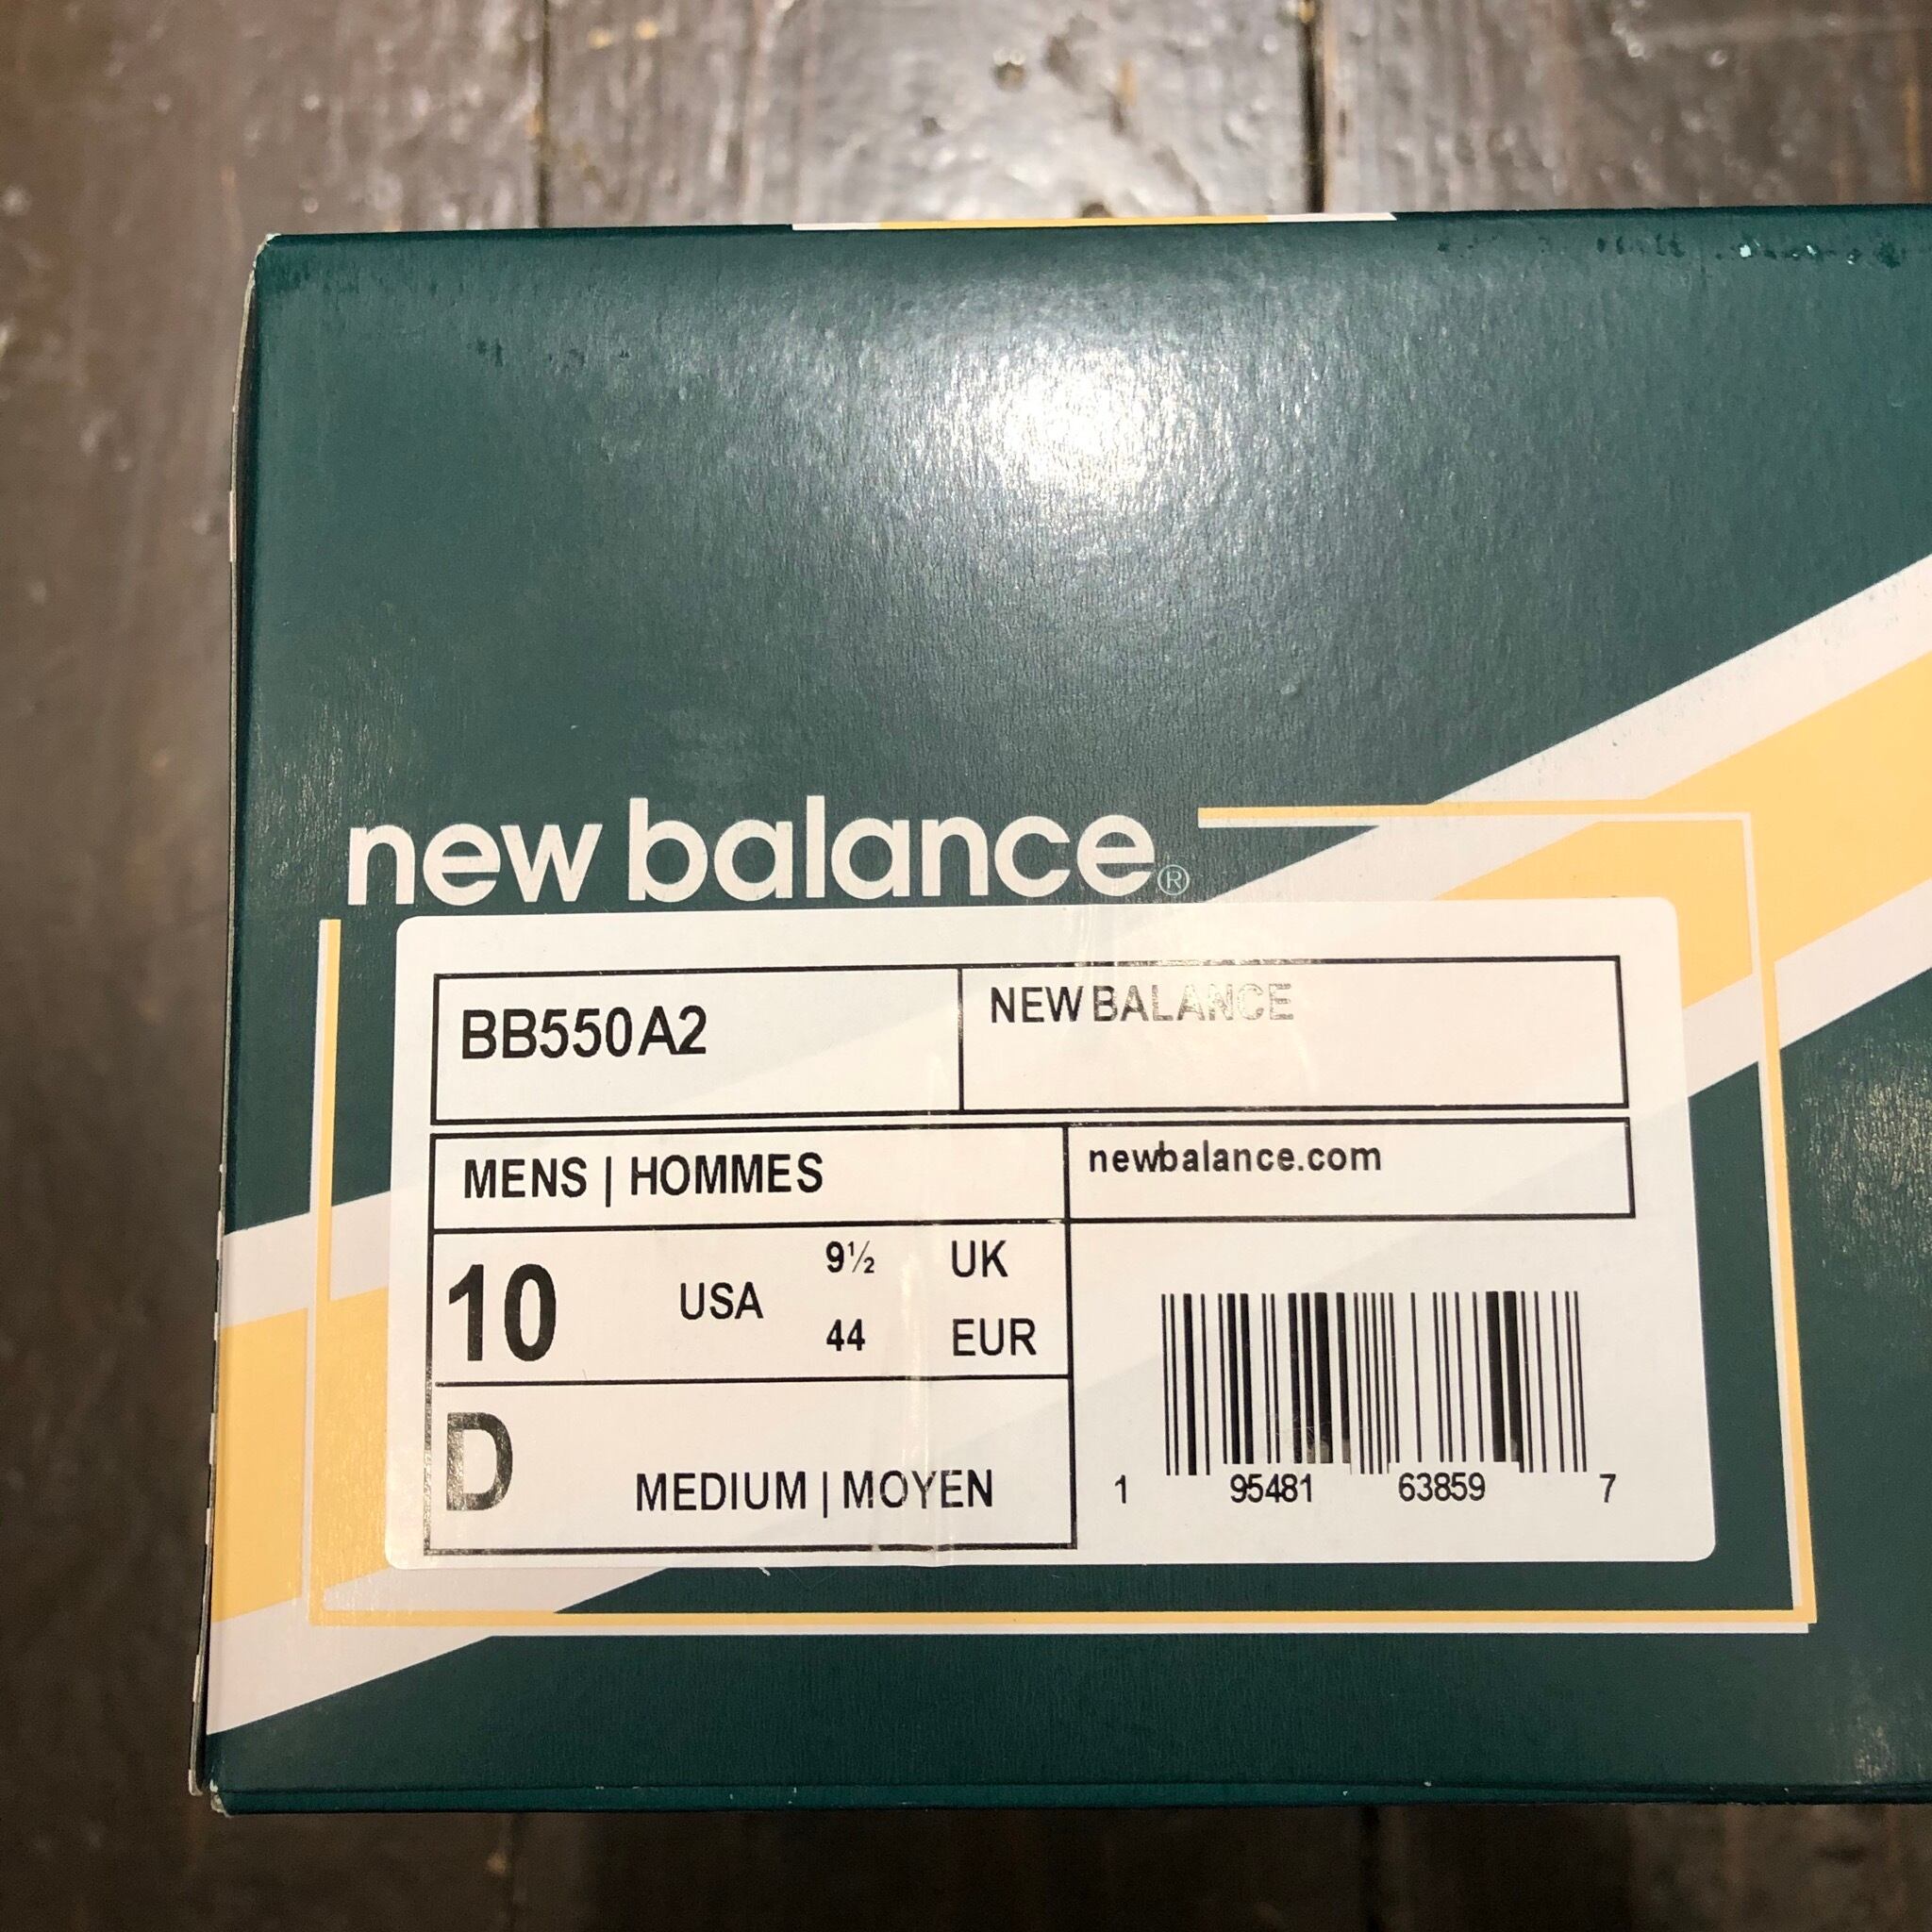 new balance®
BB550A2
NEW BALANCE
MENS | HOMMES
newbalance.com
10 USA 9½ UK
44 EUR
D MEDIUM | MOYEN
1 95481 63859 7